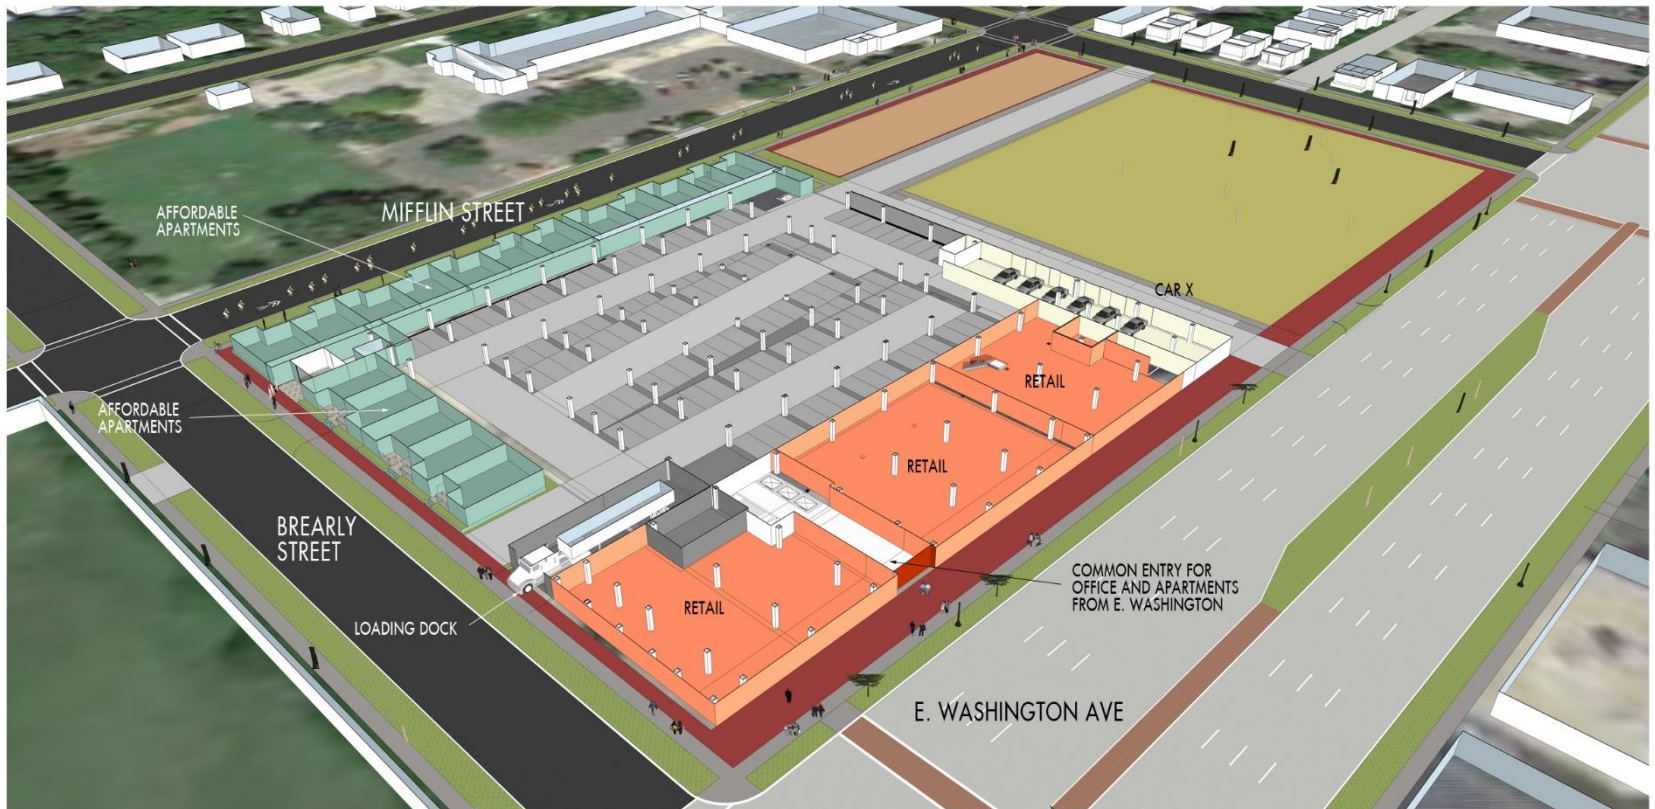 AFFORDABLE
APARTMENTS
MIFFLIN STREET
CAR X
RETAIL
AFFORDABLE
APARTMENTS
RETAIL
BREARLY
STREET
COMMON ENTRY FOR
OFFICE AND APARTMENTS
FROM E. WASHINGTON
RETAIL
LOADING DOCK
E. WASHINGTON AVE